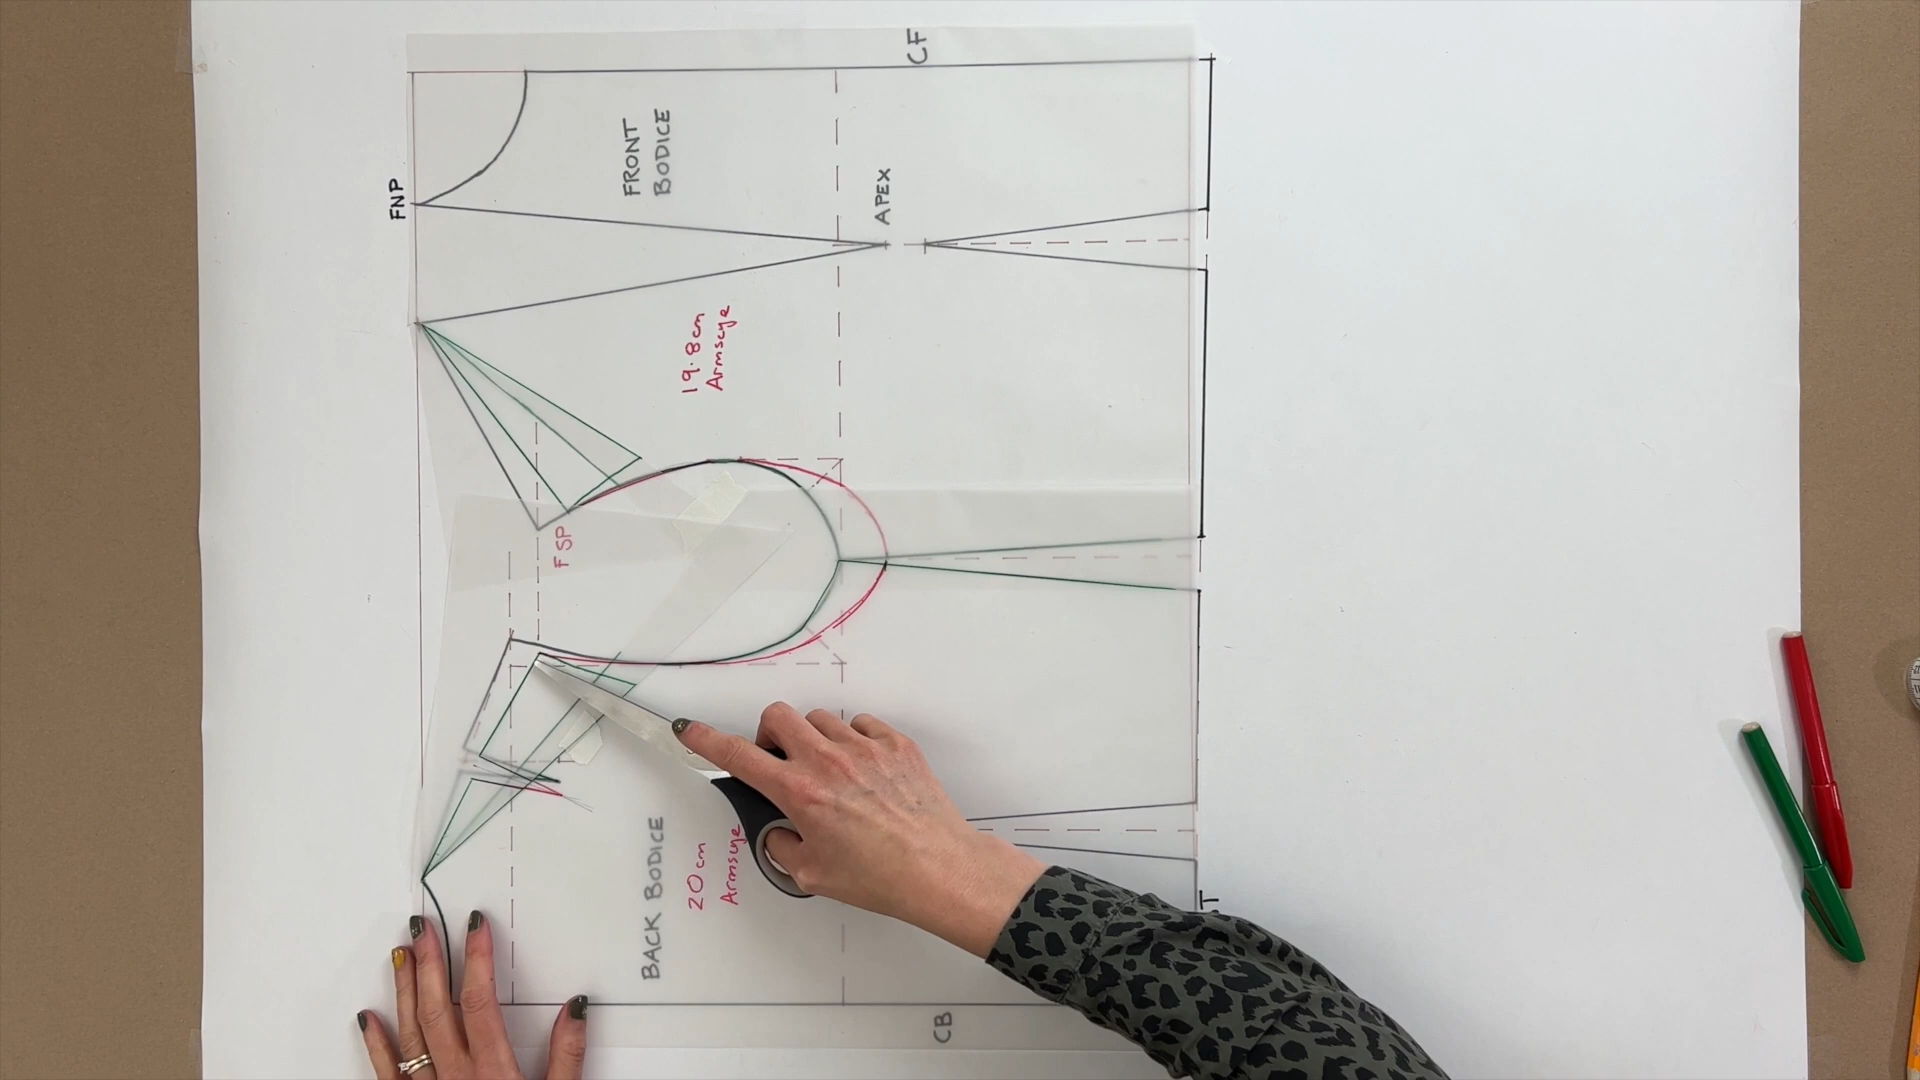 CF
FNP
FRONT
BODICE
APEX
19.8cm
Armscye
FSP
BACK BODICE
20cm
Armscye
CB